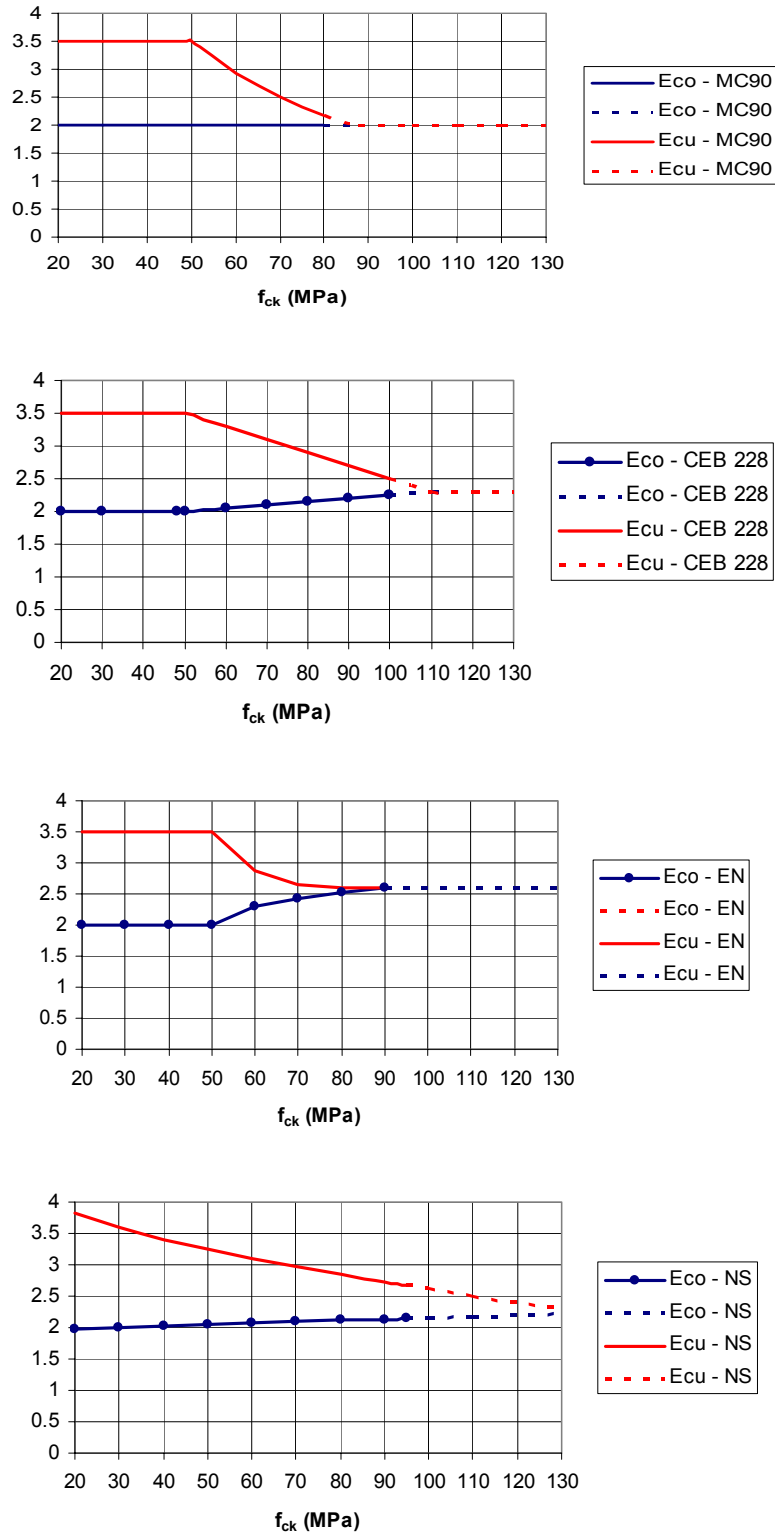 4
3.5
3
2.5
2
1.5
1
0.5
0
20 30 40 50 60 70 80 90 100 110 120 130
fck (MPa)
Eco - MC90
Eco - MC90
Ecu - MC90
Ecu - MC90
4
3.5
3
2.5
2
1.5
1
0.5
0
20 30 40 50 60 70 80 90 100 110 120 130
fck (MPa)
Eco - CEB 228
Eco - CEB 228
Ecu - CEB 228
Ecu - CEB 228
4
3.5
3
2.5
2
1.5
1
0.5
0
20 30 40 50 60 70 80 90 100 110 120 130
fck (MPa)
Eco - EN
Eco - EN
Ecu - EN
Ecu - EN
4
3.5
3
2.5
2
1.5
1
0.5
0
20 30 40 50 60 70 80 90 100 110 120 130
fck (MPa)
Eco - NS
Eco - NS
Ecu - NS
Ecu - NS